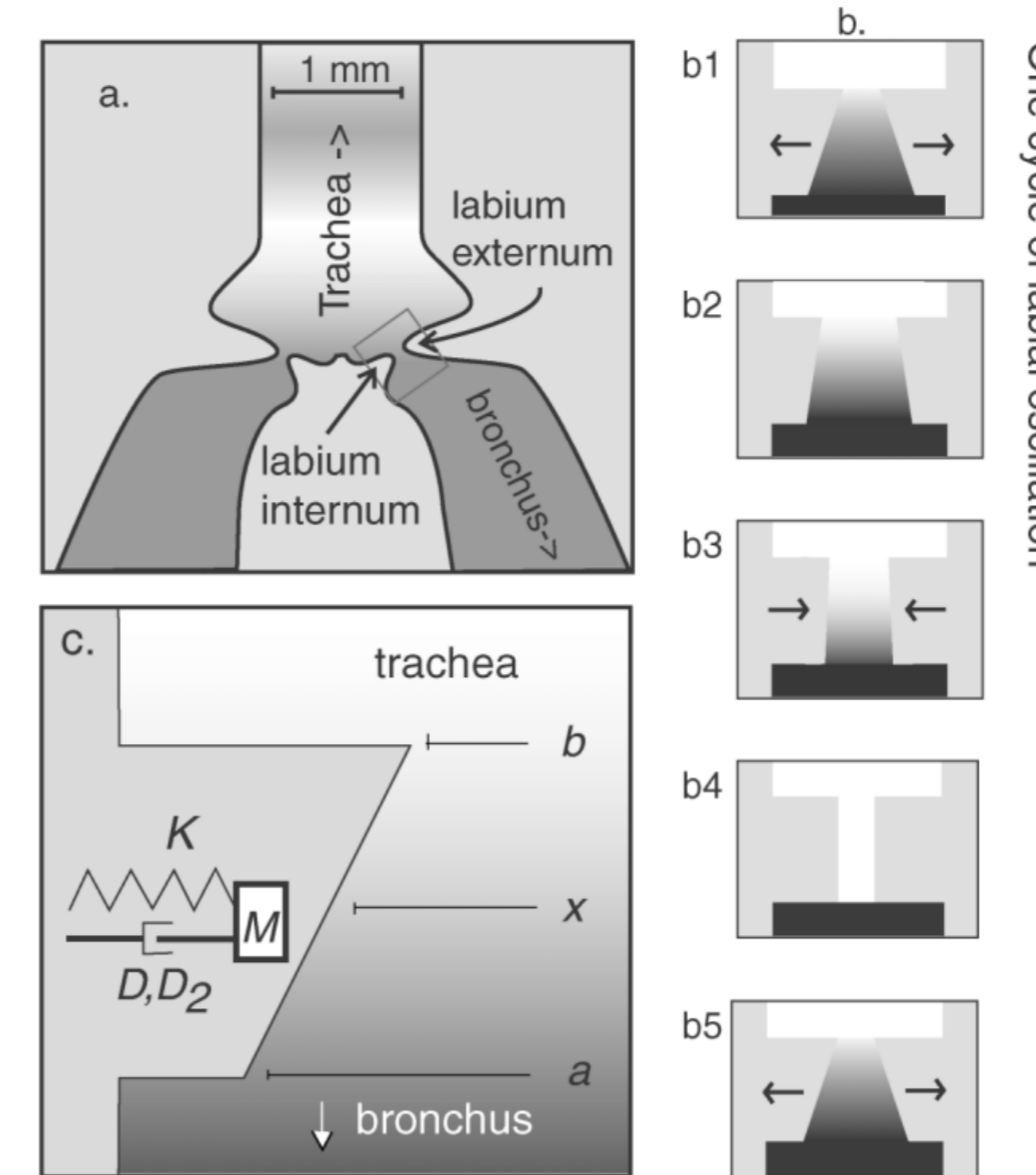 a.
1 mm
Trachea ->
labium
externum
labium
internum
bronchus->
b.
b1
b2
b3
b4
b5
c.
trachea
b
K
x
M
D,D2
a
bronchus